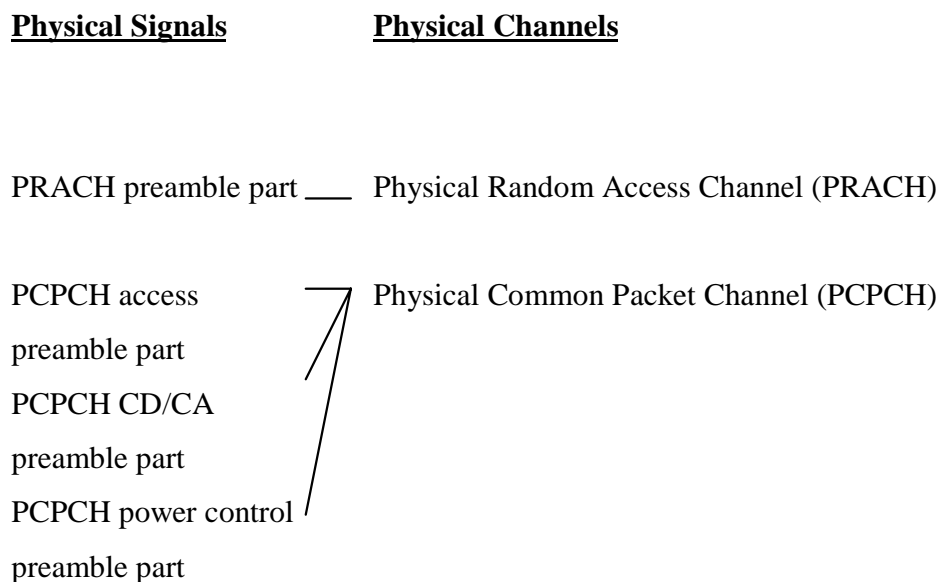 Physical Signals Physical Channels
PRACH preamble part Physical Random Access Channel (PRACH)
PCPCH access Physical Common Packet Channel (PCPCH)
preamble part
PCPCH CD/CA
preamble part
PCPCH power control
preamble part